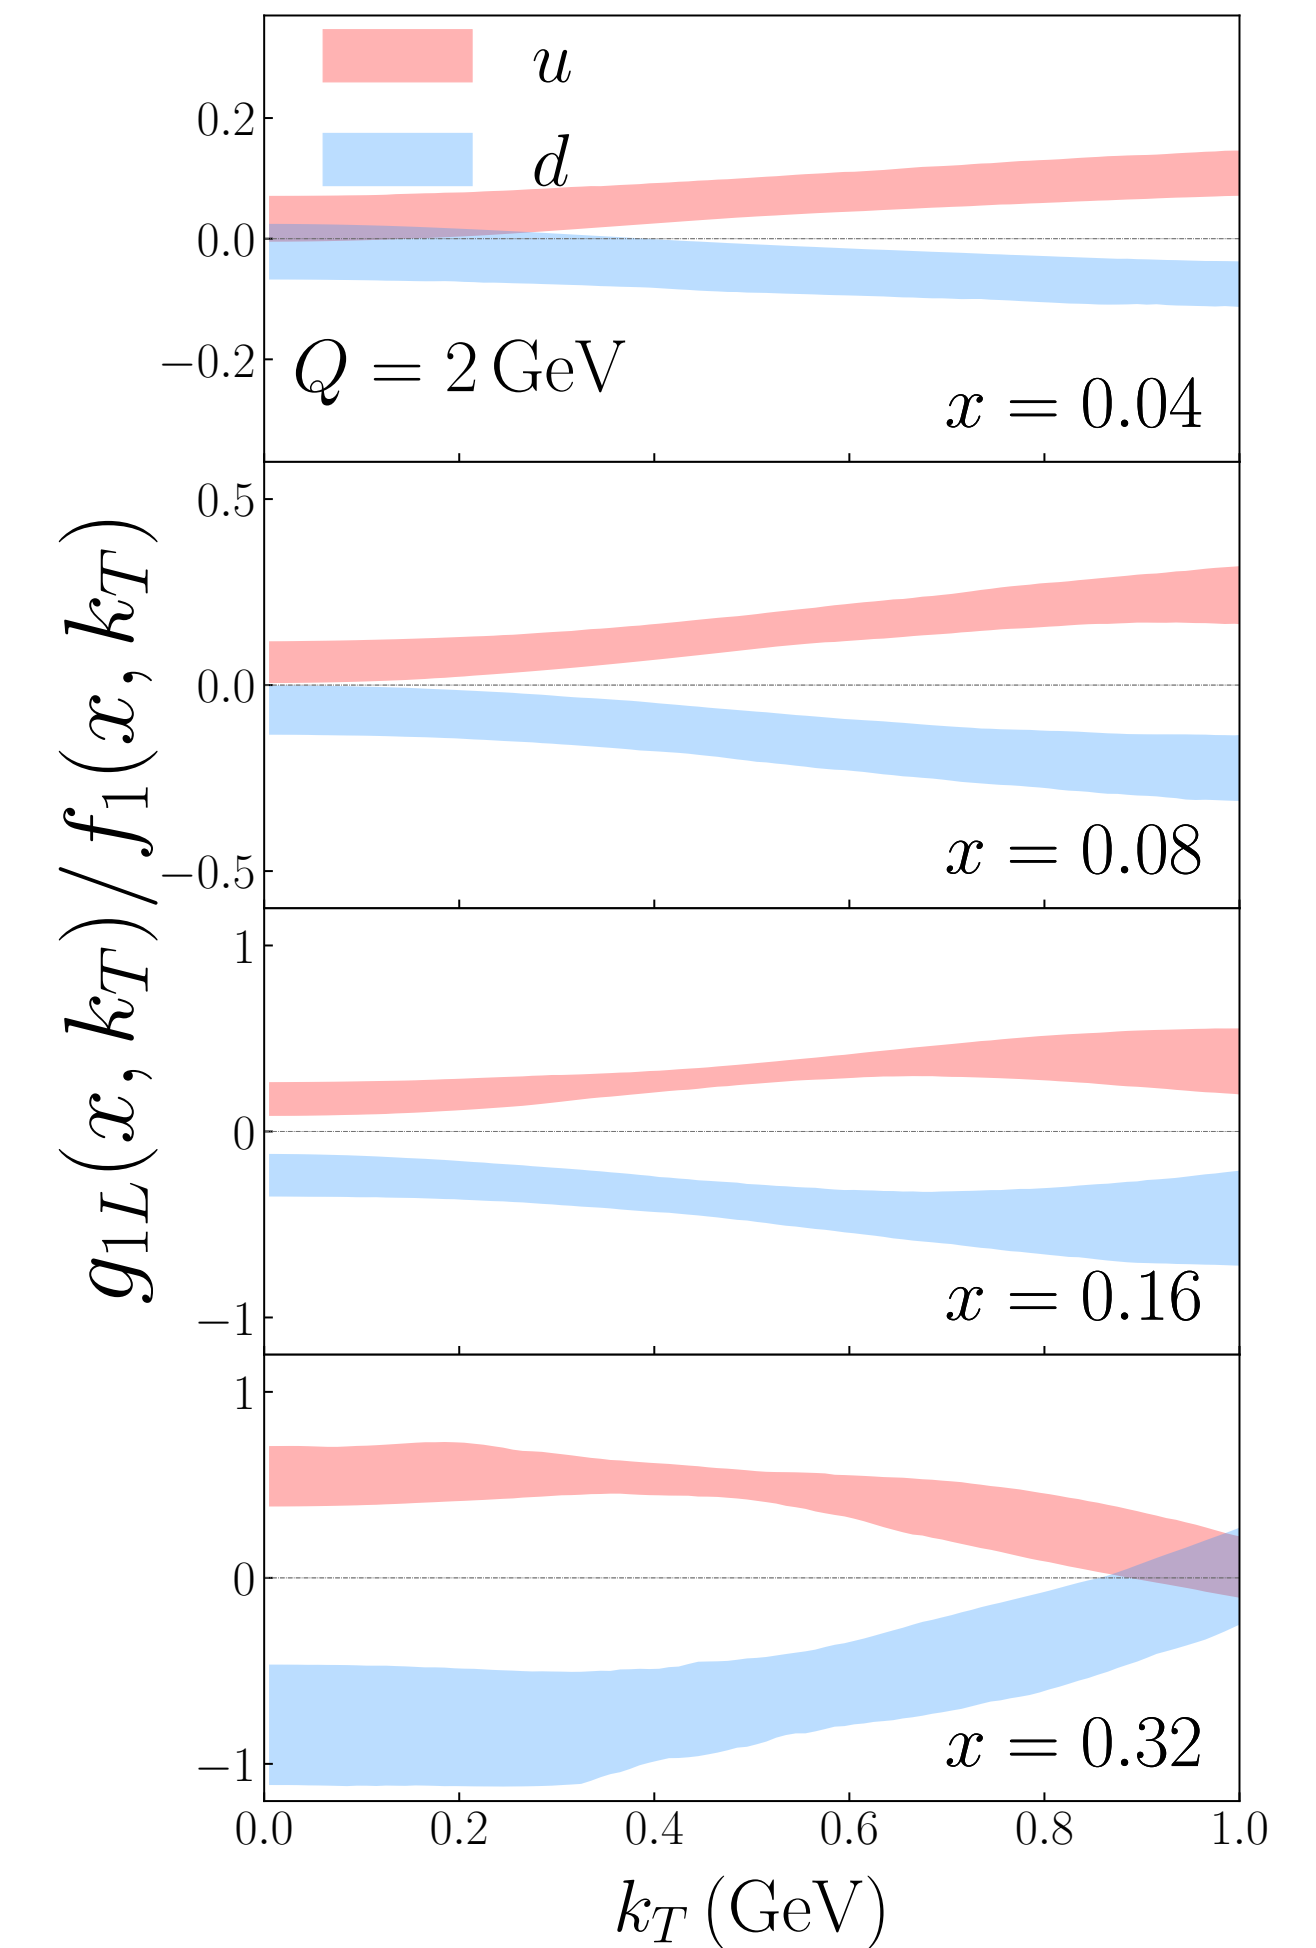 g_{1L}(x, k_T)/f_1(x, k_T)
u
d
0.2
0.0
−0.2
Q = 2 GeV
x = 0.04
0.5
0.0
−0.5
x = 0.08
1
0
−1
x = 0.16
1
0
−1
x = 0.32
0.0 0.2 0.4 0.6 0.8 1.0
k_T (GeV)